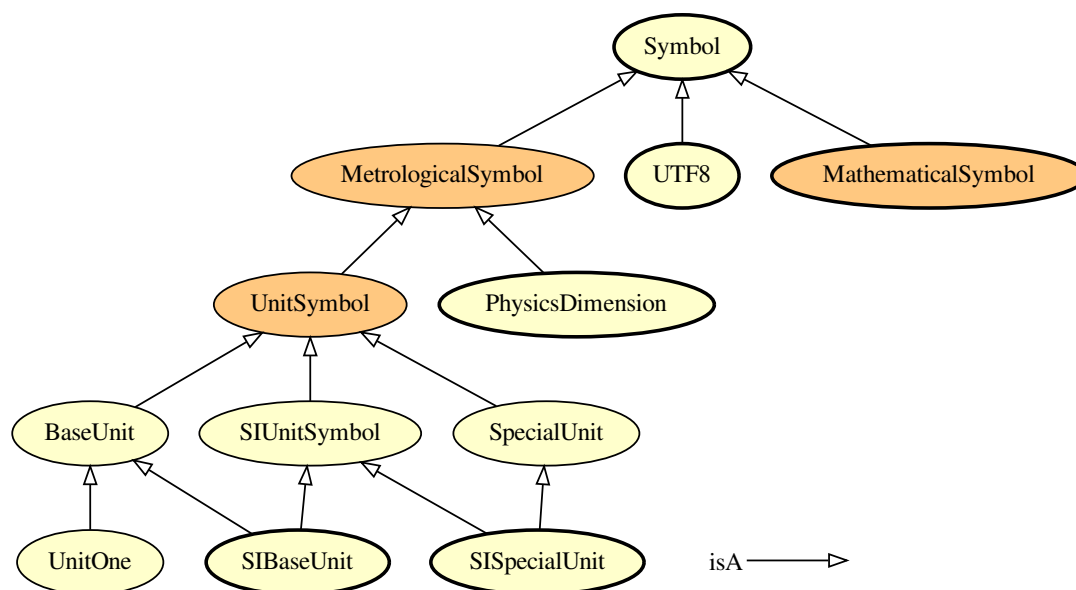 Symbol
MetrologicalSymbol
UTF8
MathematicalSymbol
UnitSymbol
PhysicsDimension
BaseUnit
SIUnitSymbol
SpecialUnit
UnitOne
SIBaseUnit
SISpecialUnit
isA